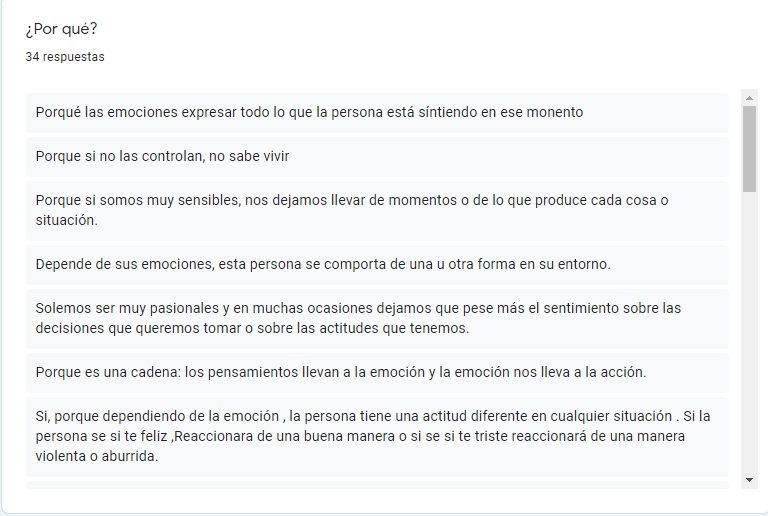 ¿Por qué?
34 respuestas
Porqué las emociones expresar todo lo que la persona está síntiendo en ese monento
Porque si no las controlan, no sabe vivir
Porque si somos muy sensibles, nos dejamos llevar de momentos o de lo que produce cada cosa o
situación.
Depende de sus emociones, esta persona se comporta de una u otra forma en su entorno.
Solemos ser muy pasionales y en muchas ocasiones dejamos que pese más el sentimiento sobre las
decisiones que queremos tomar o sobre las actitudes que tenemos.
Porque es una cadena: los pensamientos llevan a la emoción y la emoción nos lleva a la acción.
Si, porque dependiendo de la emoción , la persona tiene una actitud diferente en cualquier situación . Si la
persona se si te feliz ,Reaccionara de una buena manera o si se si te triste reaccionará de una manera
violenta o aburrida.